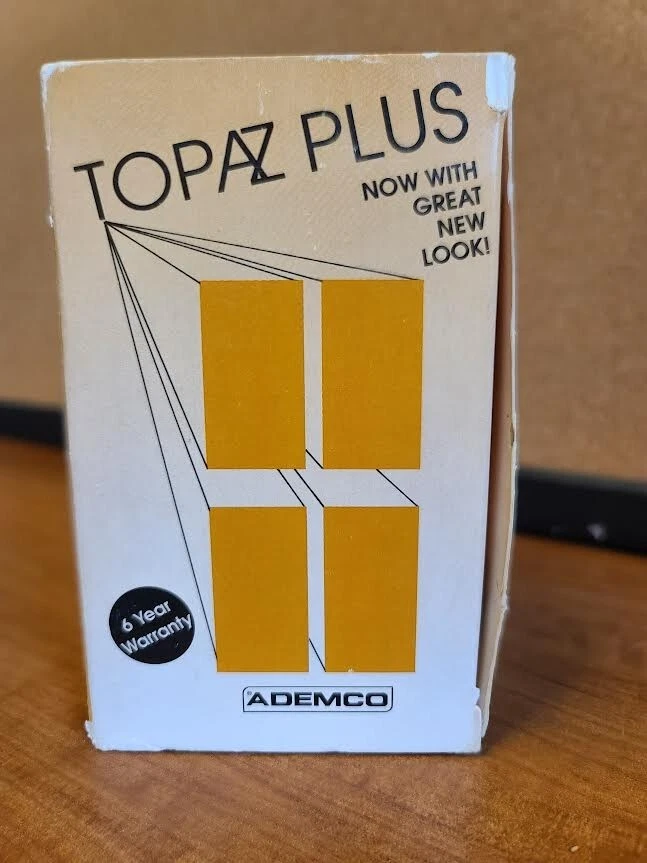 TOPAZ PLUS
NOW WITH
GREAT
NEW
LOOK!
6 Year
Warranty
ADEMCO